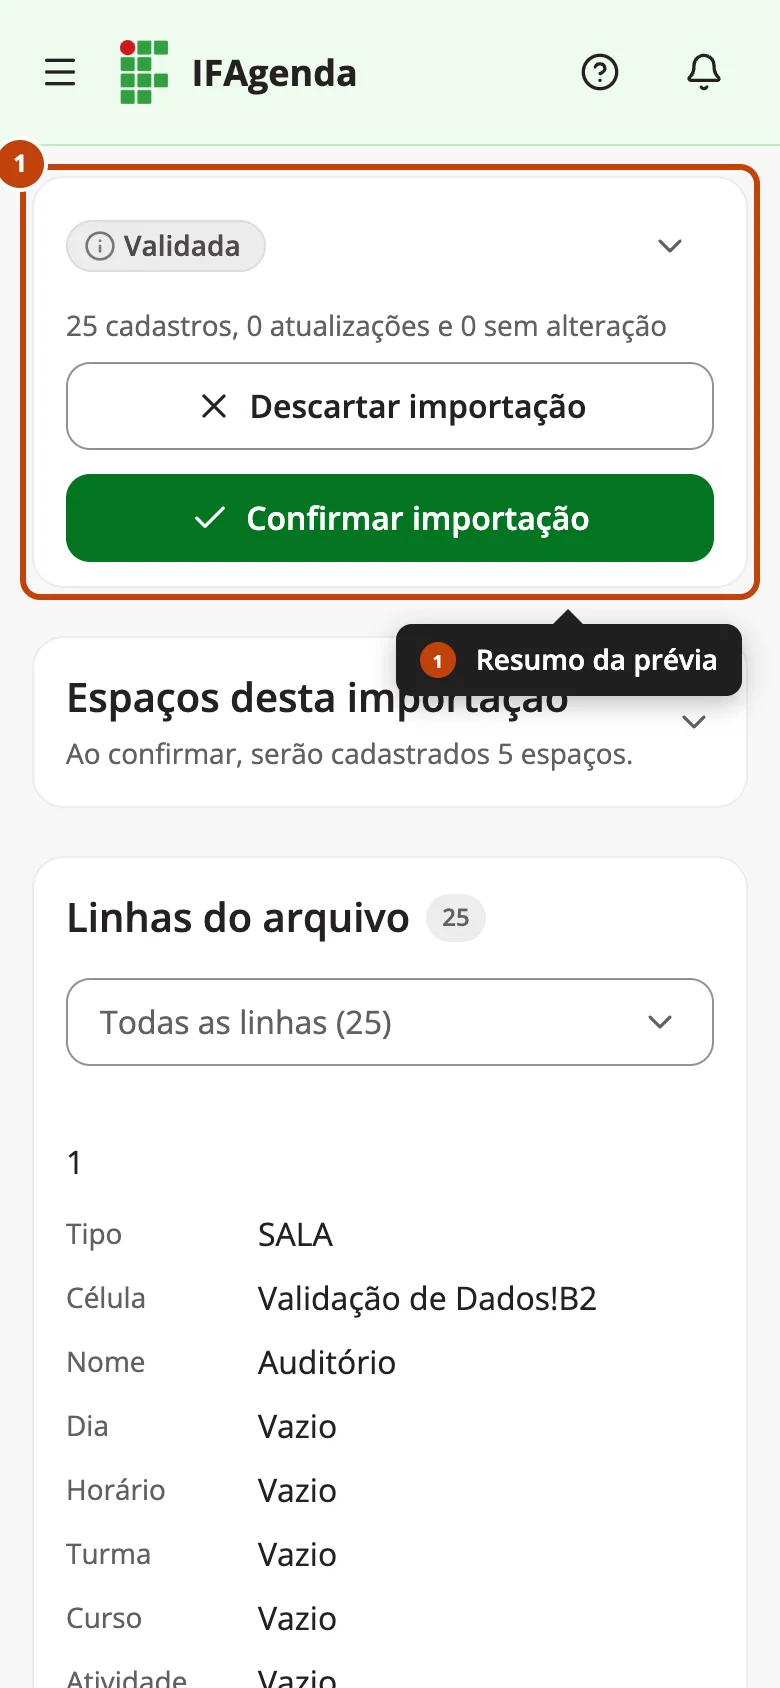 IFAgenda
1
Validada
25 cadastros, 0 atualizações e 0 sem alteração
Descartar importação
Confirmar importação
1 Resumo da prévia
Espaços desta importação
Ao confirmar, serão cadastrados 5 espaços.
Linhas do arquivo 25
Todas as linhas (25)
1
Tipo SALA
Célula Validação de Dados!B2
Nome Auditório
Dia Vazio
Horário Vazio
Turma Vazio
Curso Vazio
Atividade Vazio